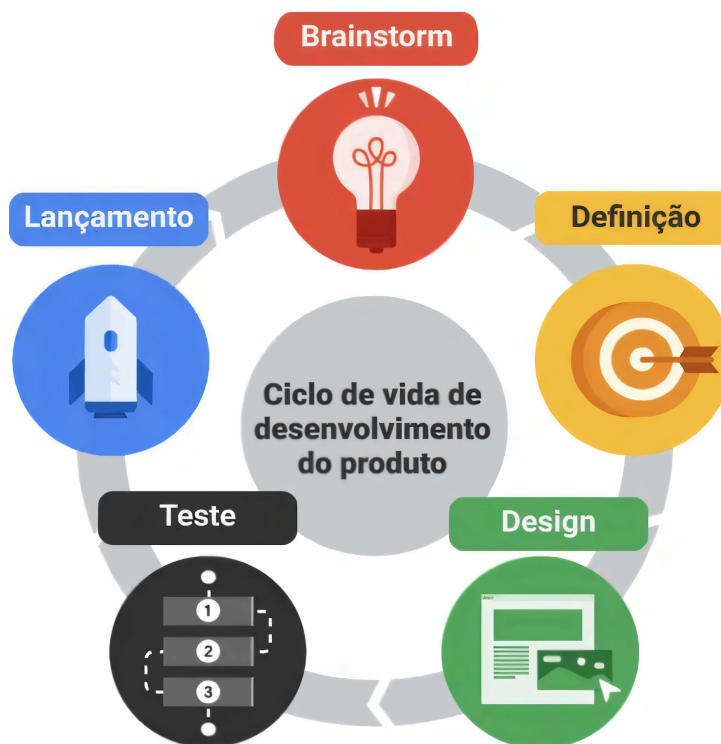 Brainstorm
Lançamento
Definição
Ciclo de vida de
desenvolvimento
do produto
Teste
Design
1
2
3